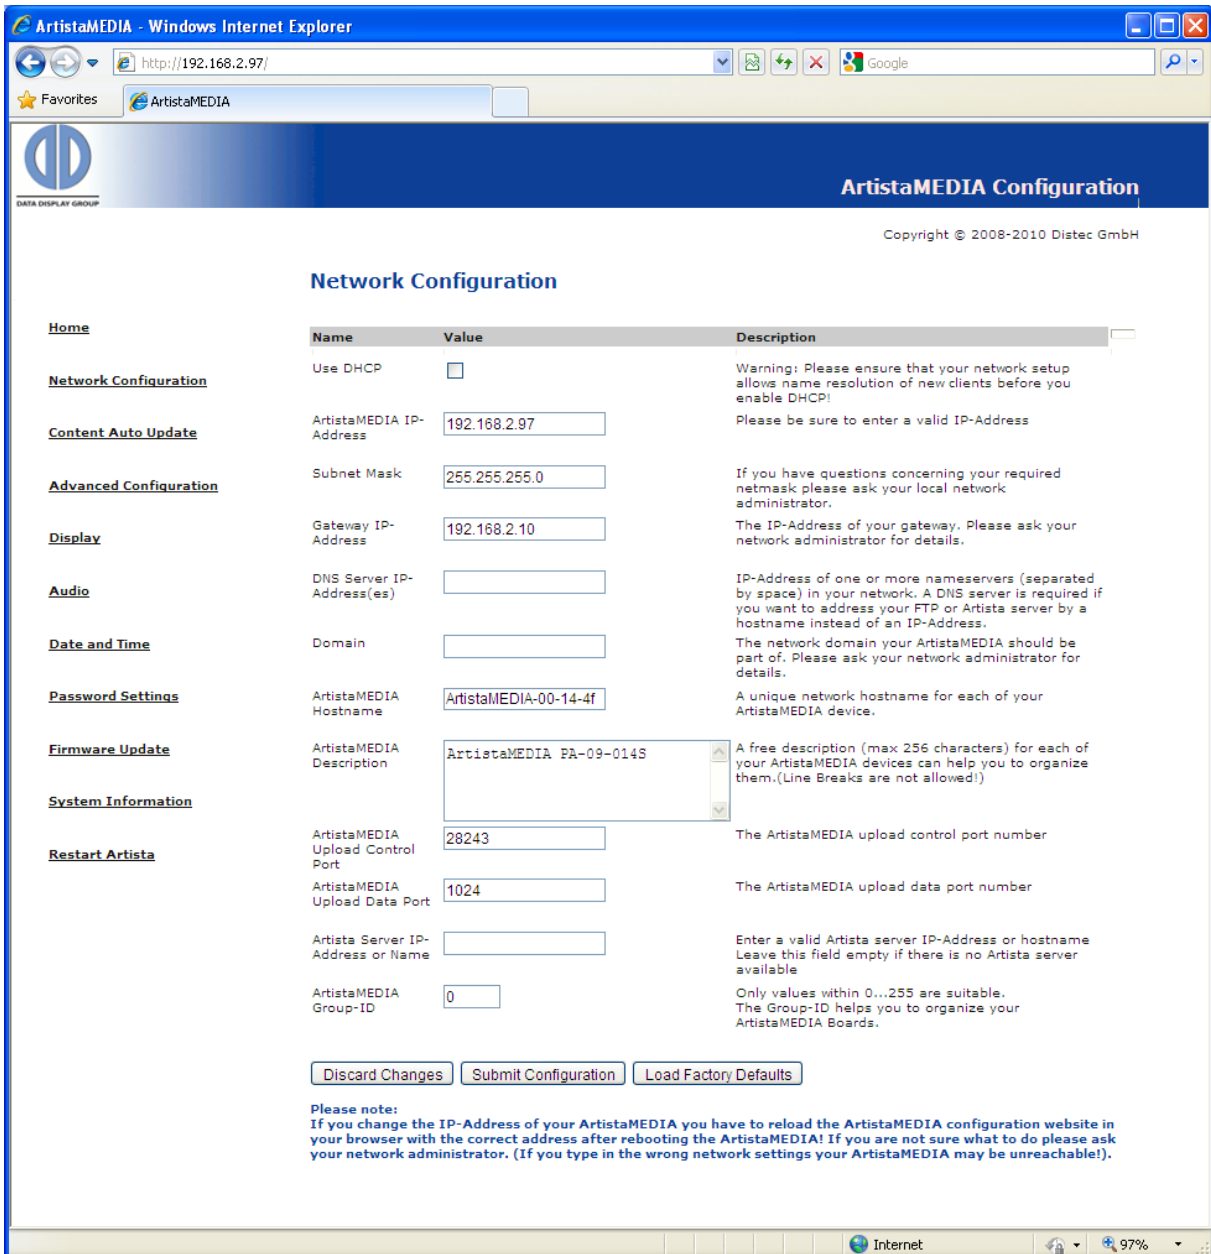 ArtistaMEDIA - Windows Internet Explorer
http://192.168.2.97/
Google
Favorites
ArtistaMEDIA
DATA DISPLAY GROUP
ArtistaMEDIA Configuration
Copyright © 2008-2010 Distec GmbH
Network Configuration
Home
Network Configuration
Content Auto Update
Advanced Configuration
Display
Audio
Date and Time
Password Settings
Firmware Update
System Information
Restart Artista
Name Value Description
Use DHCP
Warning: Please ensure that your network setup
allows name resolution of new clients before you
enable DHCP!
ArtistaMEDIA IP-
Address
192.168.2.97
Please be sure to enter a valid IP-Address
Subnet Mask
255.255.255.0
If you have questions concerning your required
netmask please ask your local network
administrator.
Gateway IP-
Address
192.168.2.10
The IP-Address of your gateway. Please ask your
network administrator for details.
DNS Server IP-
Address(es)
IP-Address of one or more nameservers (separated
by space) in your network. A DNS server is required if
you want to address your FTP or Artista server by a
hostname instead of an IP-Address.
Domain
The network domain your ArtistaMEDIA should be
part of. Please ask your network administrator for
details.
ArtistaMEDIA
Hostname
ArtistaMEDIA-00-14-4f
A unique network hostname for each of your
ArtistaMEDIA device.
ArtistaMEDIA
Description
ArtistaMEDIA PA-09-014S
A free description (max 256 characters) for each of
your ArtistaMEDIA devices can help you to organize
them.(Line Breaks are not allowed!)
ArtistaMEDIA
Upload Control
Port
28243
The ArtistaMEDIA upload control port number
ArtistaMEDIA
Upload Data Port
1024
The ArtistaMEDIA upload data port number
Artista Server IP-
Address or Name
Enter a valid Artista server IP-Address or hostname
Leave this field empty if there is no Artista server
available
ArtistaMEDIA
Group-ID
0
Only values within 0...255 are suitable.
The Group-ID helps you to organize your
ArtistaMEDIA Boards.
Discard Changes Submit Configuration Load Factory Defaults
Please note:
If you change the IP-Address of your ArtistaMEDIA you have to reload the ArtistaMEDIA configuration website in
your browser with the correct address after rebooting the ArtistaMEDIA! If you are not sure what to do please ask
your network administrator. (If you type in the wrong network settings your ArtistaMEDIA may be unreachable!).
Internet
97%